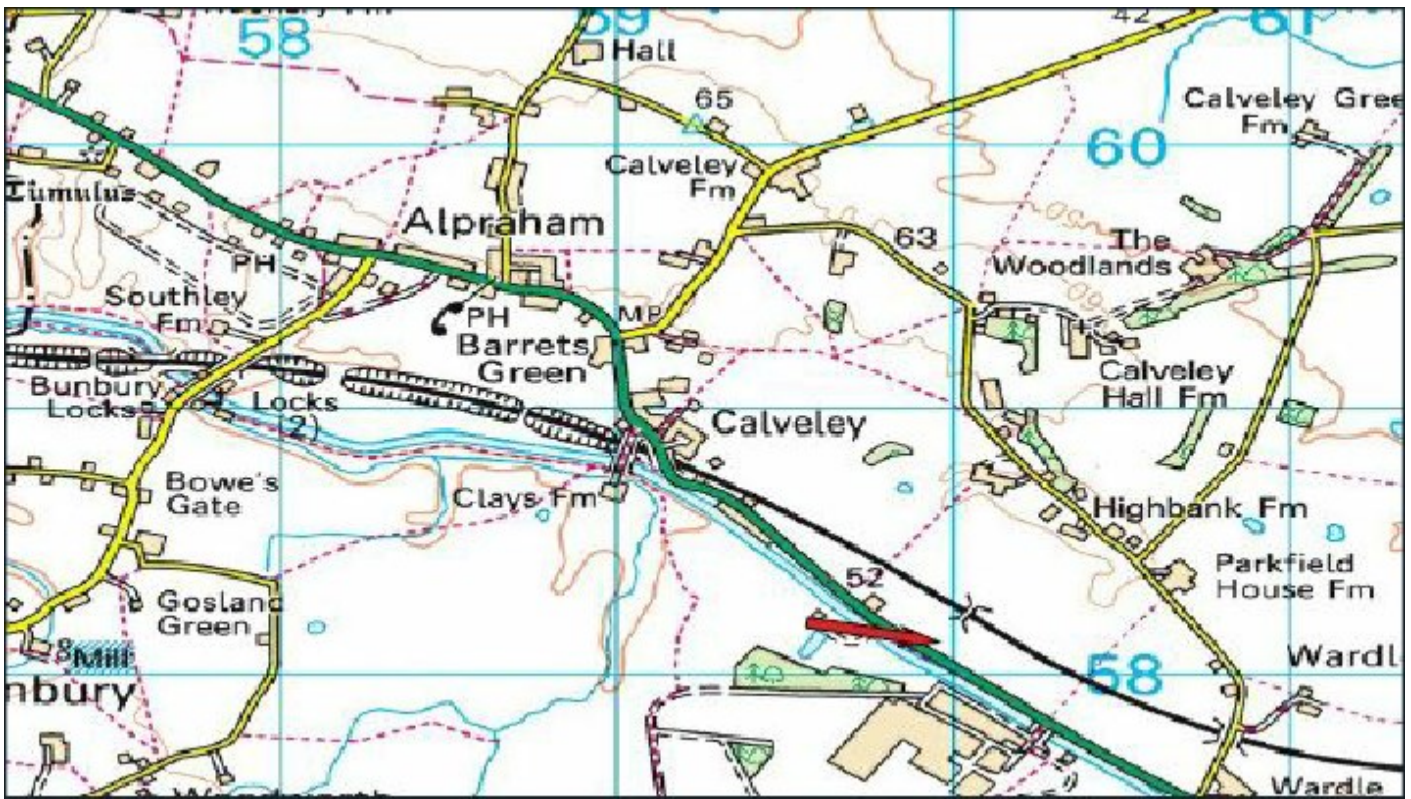 58
59
61
42
Hall
65
Calveley Gree
Fm
60
Calveley
Fm
Tumulus
Alpraham
63
The
Woodlands
PH
Southley
Fm
MP
PH
Barrets
Green
Bunbury
Locks
Locks
(2)
Calveley
Hall Fm
Calveley
Bowe's
Gate
Clays Fm
Highbank Fm
52
Parkfield
House Fm
Gosland
Green
Mill
Wardl
58
nbury
Wardle